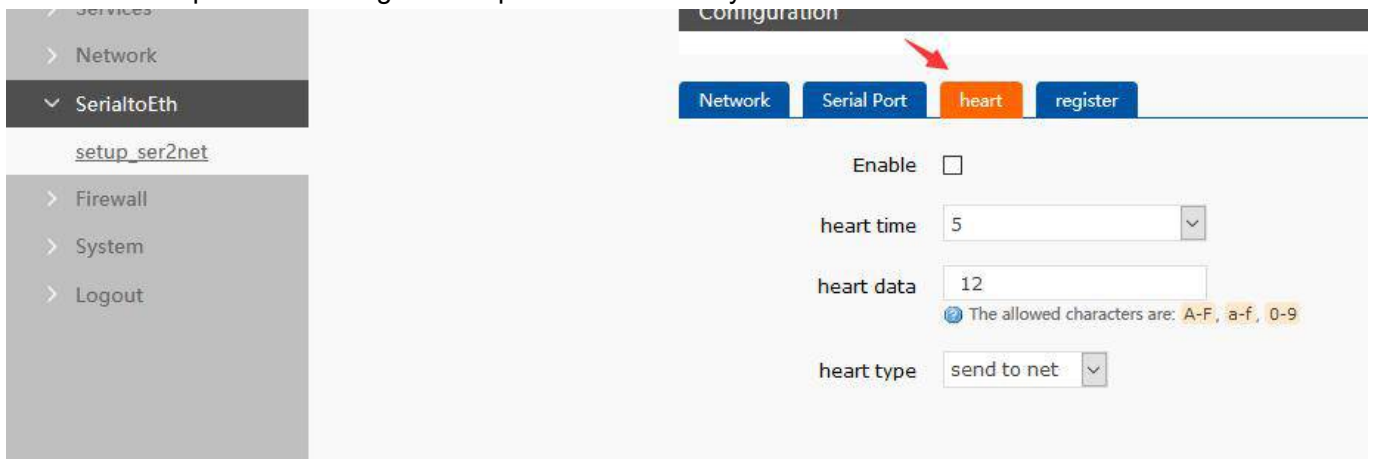 Services
Configuration
Network
SerialtoEth
Network Serial Port heart register
setup_ser2net
Enable
Firewall
heart time 5
System
heart data 12
Logout
The allowed characters are: A-F, a-f, 0-9
heart type send to net